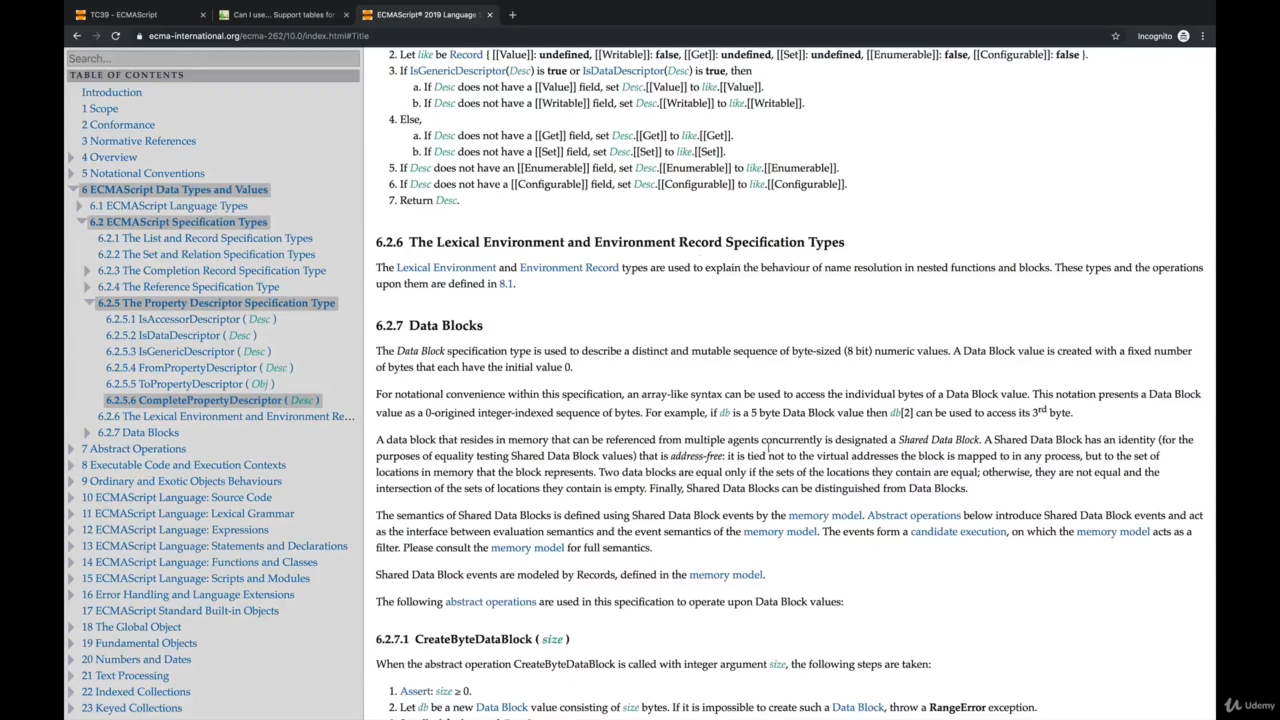 TC39 - ECMAScript
Can I use... Support tables for
ECMAScript® 2019 Language
ecma-international.org/ecma-262/10.0/index.html#Title
Incognito
Search...
TABLE OF CONTENTS
Introduction
1 Scope
2 Conformance
3 Normative References
4 Overview
5 Notational Conventions
6 ECMAScript Data Types and Values
6.1 ECMAScript Language Types
6.2 ECMAScript Specification Types
6.2.1 The List and Record Specification Types
6.2.2 The Set and Relation Specification Types
6.2.3 The Completion Record Specification Type
6.2.4 The Reference Specification Type
6.2.5 The Property Descriptor Specification Type
6.2.5.1 IsAccessorDescriptor ( Desc )
6.2.5.2 IsDataDescriptor ( Desc )
6.2.5.3 IsGenericDescriptor ( Desc )
6.2.5.4 FromPropertyDescriptor ( Desc )
6.2.5.5 ToPropertyDescriptor ( Obj )
6.2.5.6 CompletePropertyDescriptor ( Desc )
6.2.6 The Lexical Environment and Environment Re...
6.2.7 Data Blocks
7 Abstract Operations
8 Executable Code and Execution Contexts
9 Ordinary and Exotic Objects Behaviours
10 ECMAScript Language: Source Code
11 ECMAScript Language: Lexical Grammar
12 ECMAScript Language: Expressions
13 ECMAScript Language: Statements and Declarations
14 ECMAScript Language: Functions and Classes
15 ECMAScript Language: Scripts and Modules
16 Error Handling and Language Extensions
17 ECMAScript Standard Built-in Objects
18 The Global Object
19 Fundamental Objects
20 Numbers and Dates
21 Text Processing
22 Indexed Collections
23 Keyed Collections
2. Let like be Record { [[Value]]: undefined, [[Writable]]: false, [[Get]]: undefined, [[Set]]: undefined, [[Enumerable]]: false, [[Configurable]]: false }.
3. If IsGenericDescriptor(Desc) is true or IsDataDescriptor(Desc) is true, then
a. If Desc does not have a [[Value]] field, set Desc.[[Value]] to like.[[Value]].
b. If Desc does not have a [[Writable]] field, set Desc.[[Writable]] to like.[[Writable]].
4. Else,
a. If Desc does not have a [[Get]] field, set Desc.[[Get]] to like.[[Get]].
b. If Desc does not have a [[Set]] field, set Desc.[[Set]] to like.[[Set]].
5. If Desc does not have an [[Enumerable]] field, set Desc.[[Enumerable]] to like.[[Enumerable]].
6. If Desc does not have a [[Configurable]] field, set Desc.[[Configurable]] to like.[[Configurable]].
7. Return Desc.
6.2.6 The Lexical Environment and Environment Record Specification Types
The Lexical Environment and Environment Record types are used to explain the behaviour of name resolution in nested functions and blocks. These types and the operations
upon them are defined in 8.1.
6.2.7 Data Blocks
The Data Block specification type is used to describe a distinct and mutable sequence of byte-sized (8 bit) numeric values. A Data Block value is created with a fixed number
of bytes that each have the initial value 0.
For notational convenience within this specification, an array-like syntax can be used to access the individual bytes of a Data Block value. This notation presents a Data Block
value as a 0-origined integer-indexed sequence of bytes. For example, if db is a 5 byte Data Block value then db[2] can be used to access its 3rd byte.
A data block that resides in memory that can be referenced from multiple agents concurrently is designated a Shared Data Block. A Shared Data Block has an identity (for the
purposes of equality testing Shared Data Block values) that is address-free: it is tied not to the virtual addresses the block is mapped to in any process, but to the set of
locations in memory that the block represents. Two data blocks are equal only if the sets of the locations they contain are equal; otherwise, they are not equal and the
intersection of the sets of locations they contain is empty. Finally, Shared Data Blocks can be distinguished from Data Blocks.
The semantics of Shared Data Blocks is defined using Shared Data Block events by the memory model. Abstract operations below introduce Shared Data Block events and act
as the interface between evaluation semantics and the event semantics of the memory model. The events form a candidate execution, on which the memory model acts as a
filter. Please consult the memory model for full semantics.
Shared Data Block events are modeled by Records, defined in the memory model.
The following abstract operations are used in this specification to operate upon Data Block values:
6.2.7.1 CreateByteDataBlock ( size )
When the abstract operation CreateByteDataBlock is called with integer argument size, the following steps are taken:
1. Assert: size ≥ 0.
2. Let db be a new Data Block value consisting of size bytes. If it is impossible to create such a Data Block, throw a RangeError exception.
Udemy